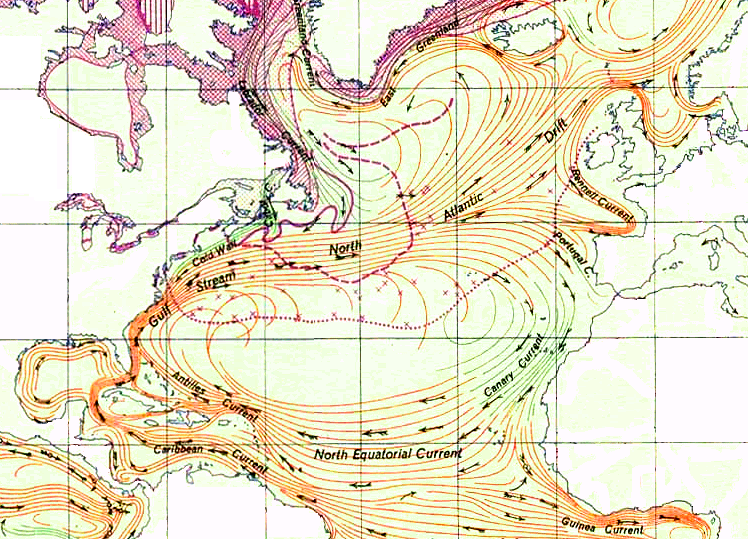 Greenland Current
Greenland
East
Labrador
Current
Drift
Rennell Current
Atlantic
North
Cold Wall
Portugal C.
Stream
Gulf
Canary Current
Antilles
Current
Caribbean
Current
North Equatorial Current
Guinea Current